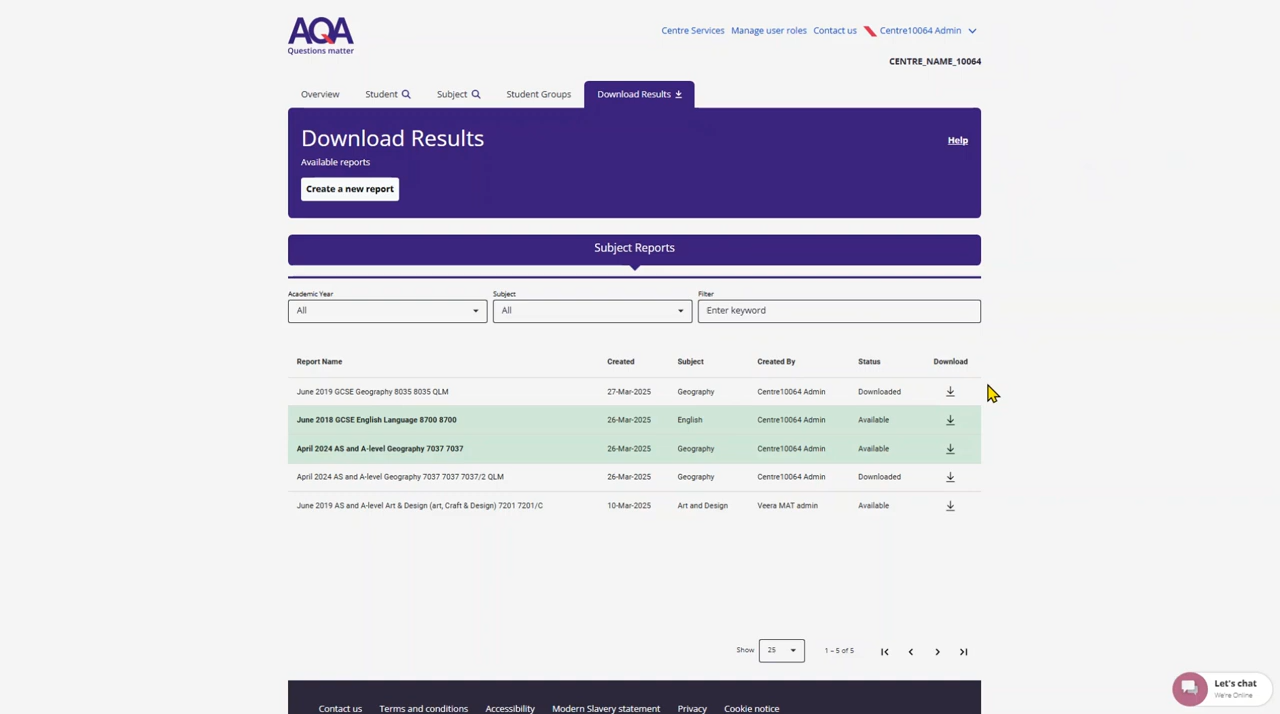 AQA
Questions matter
Centre Services Manage user roles Contact us Centre10064 Admin
CENTRE_NAME_10064
Overview Student Subject Student Groups Download Results
Download Results
Help
Available reports
Create a new report
Subject Reports
Academic Year Subject Filter
All All Enter keyword
Report Name Created Subject Created By Status Download
June 2019 GCSE Geography 8035 8035 QLM 27-Mar-2025 Geography Centre10064 Admin Downloaded
June 2018 GCSE English Language 8700 8700 26-Mar-2025 English Centre10064 Admin Available
April 2024 AS and A-level Geography 7037 7037 26-Mar-2025 Geography Centre10064 Admin Available
April 2024 AS and A-level Geography 7037 7037 7037/2 QLM 26-Mar-2025 Geography Centre10064 Admin Downloaded
June 2019 AS and A-level Art & Design (art, Craft & Design) 7201 7201/C 10-Mar-2025 Art and Design Veera MAT admin Available
Show 25 1 – 5 of 5
Let's chat
We're Online
Contact us Terms and conditions Accessibility Modern Slavery statement Privacy Cookie notice